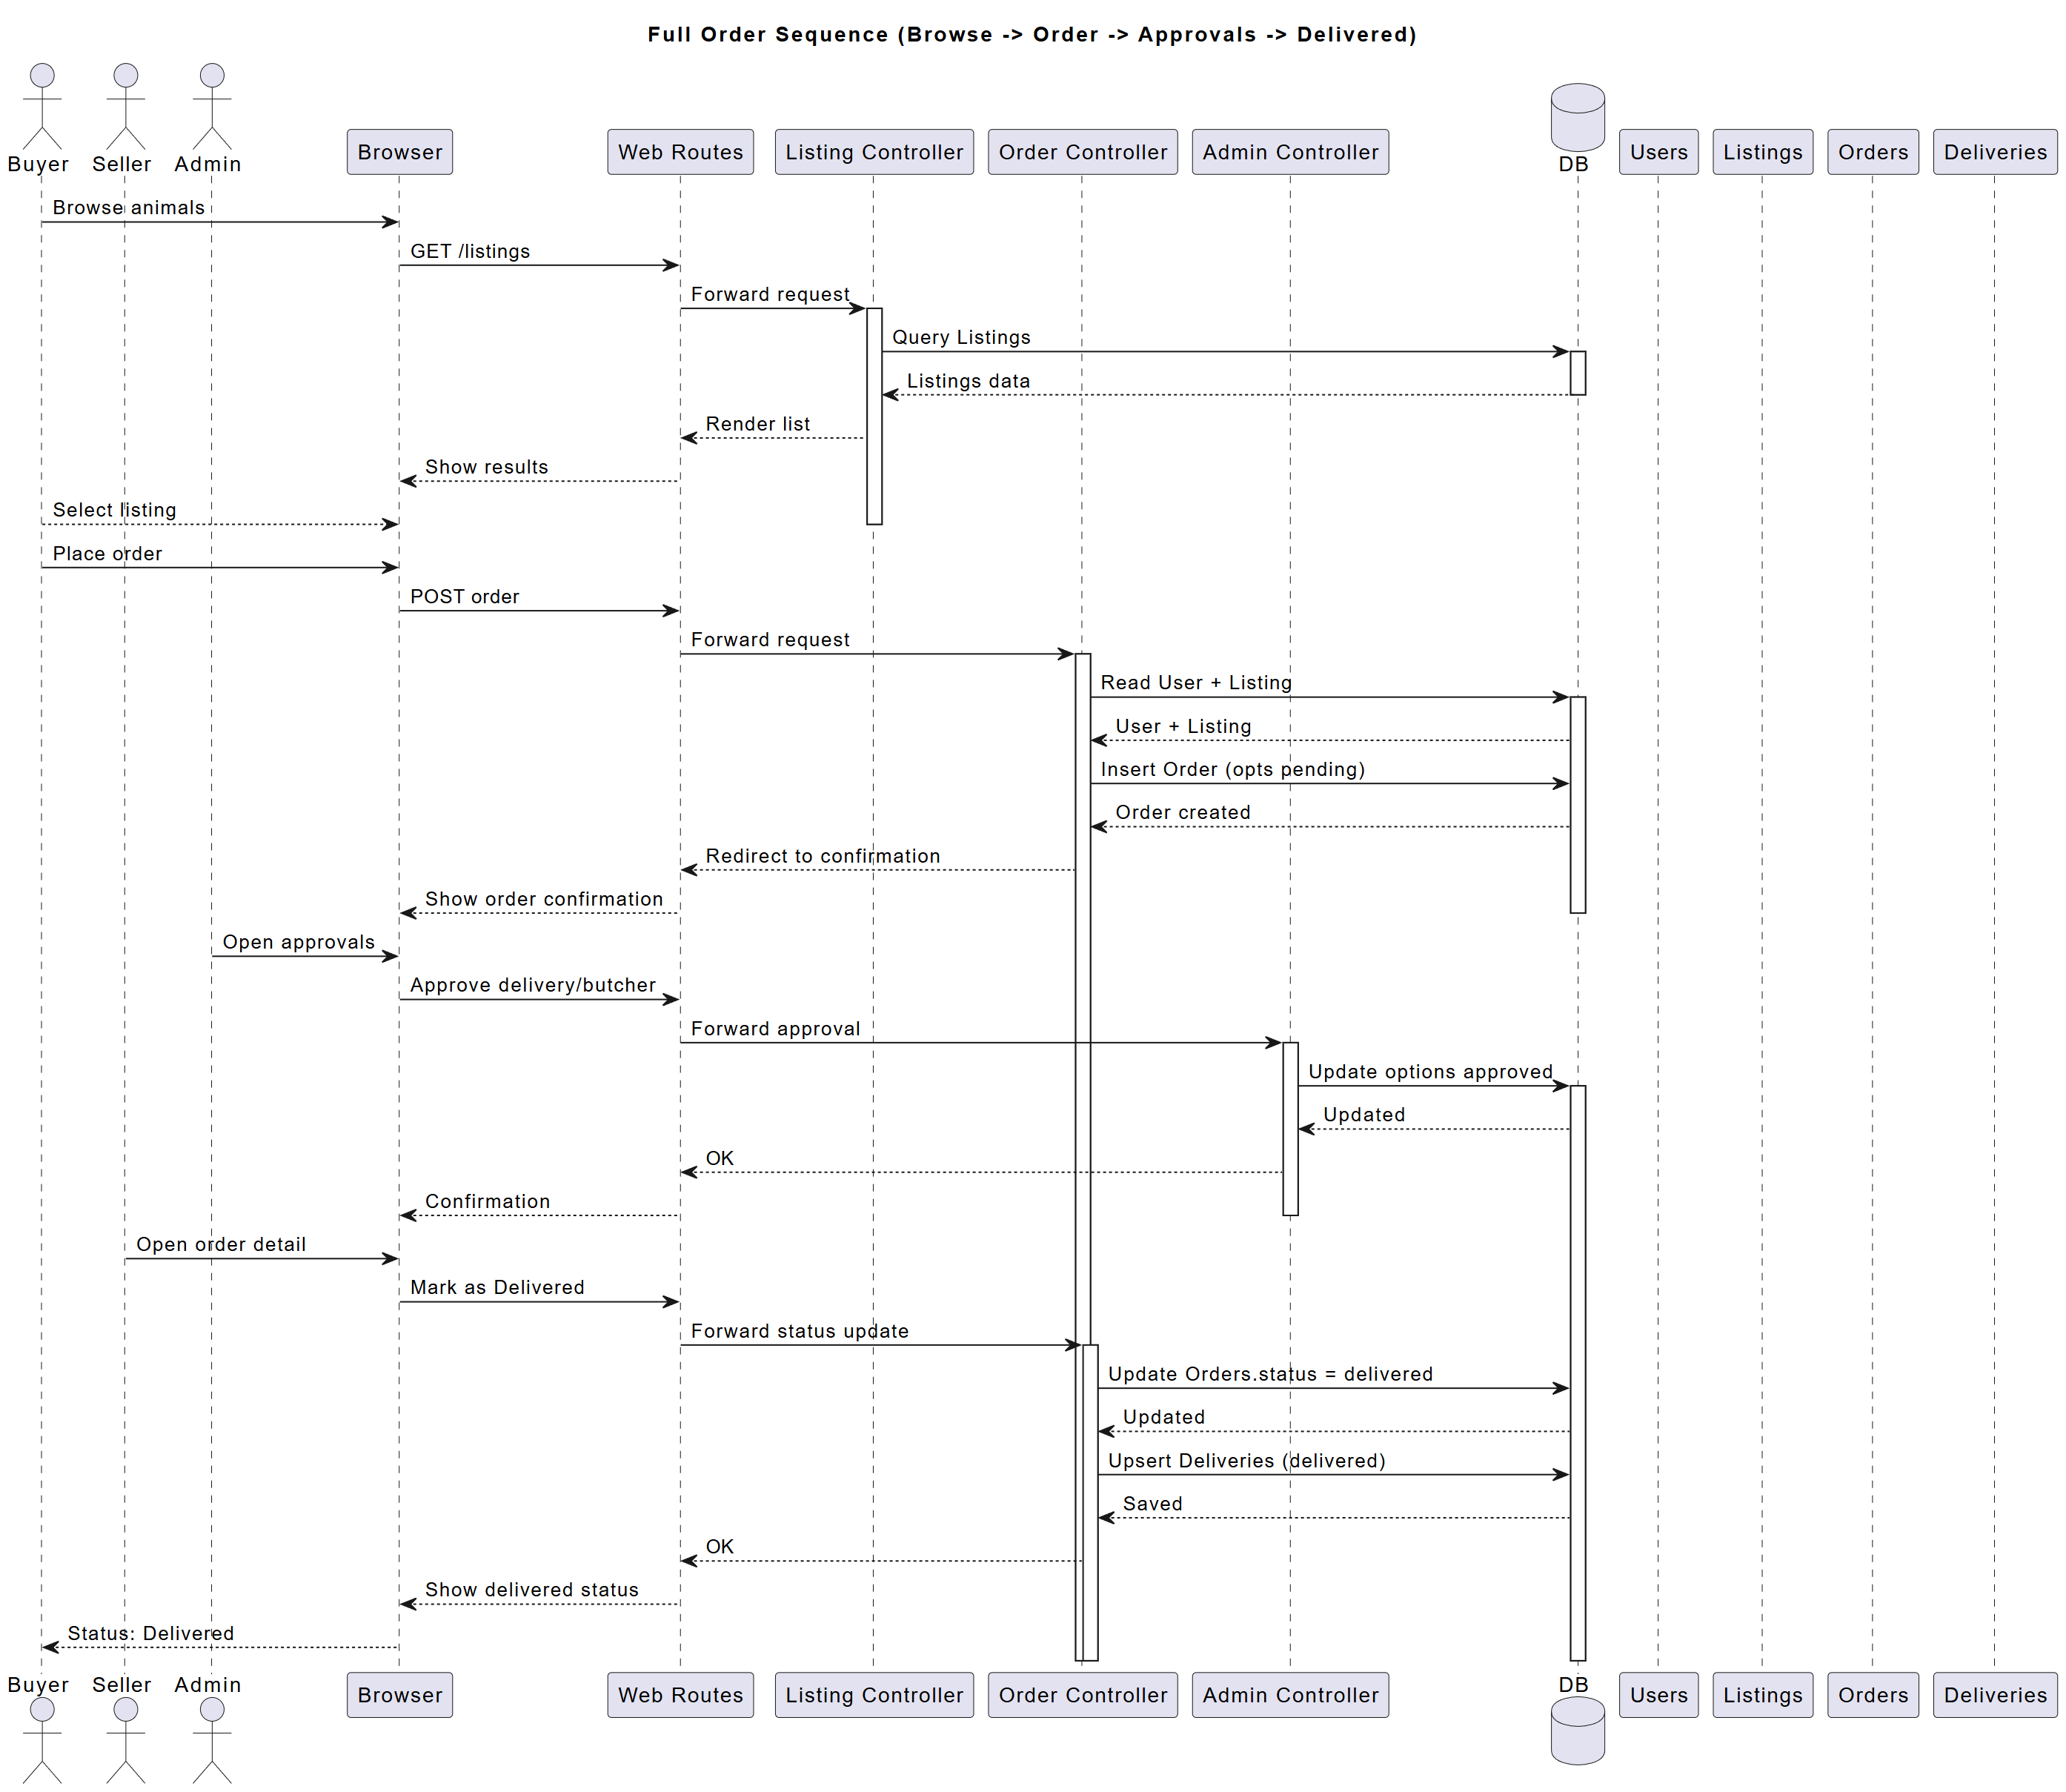 Full Order Sequence (Browse -> Order -> Approvals -> Delivered)
Buyer
Seller
Admin
Browser
Web Routes
Listing Controller
Order Controller
Admin Controller
DB
Users
Listings
Orders
Deliveries
Browse animals
GET /listings
Forward request
Query Listings
Listings data
Render list
Show results
Select listing
Place order
POST order
Forward request
Read User + Listing
User + Listing
Insert Order (opts pending)
Order created
Redirect to confirmation
Show order confirmation
Open approvals
Approve delivery/butcher
Forward approval
Update options approved
Updated
OK
Confirmation
Open order detail
Mark as Delivered
Forward status update
Update Orders.status = delivered
Updated
Upsert Deliveries (delivered)
Saved
OK
Show delivered status
Status: Delivered
Buyer
Seller
Admin
Browser
Web Routes
Listing Controller
Order Controller
Admin Controller
DB
Users
Listings
Orders
Deliveries